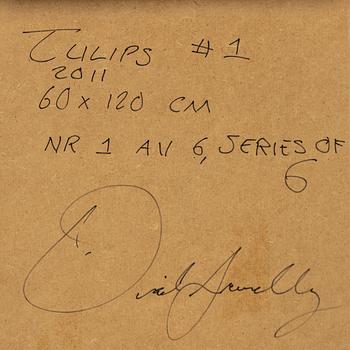 TULIPS #1
2011
60 x 120 CM
NR 1 AV 6, SERIES OF
6